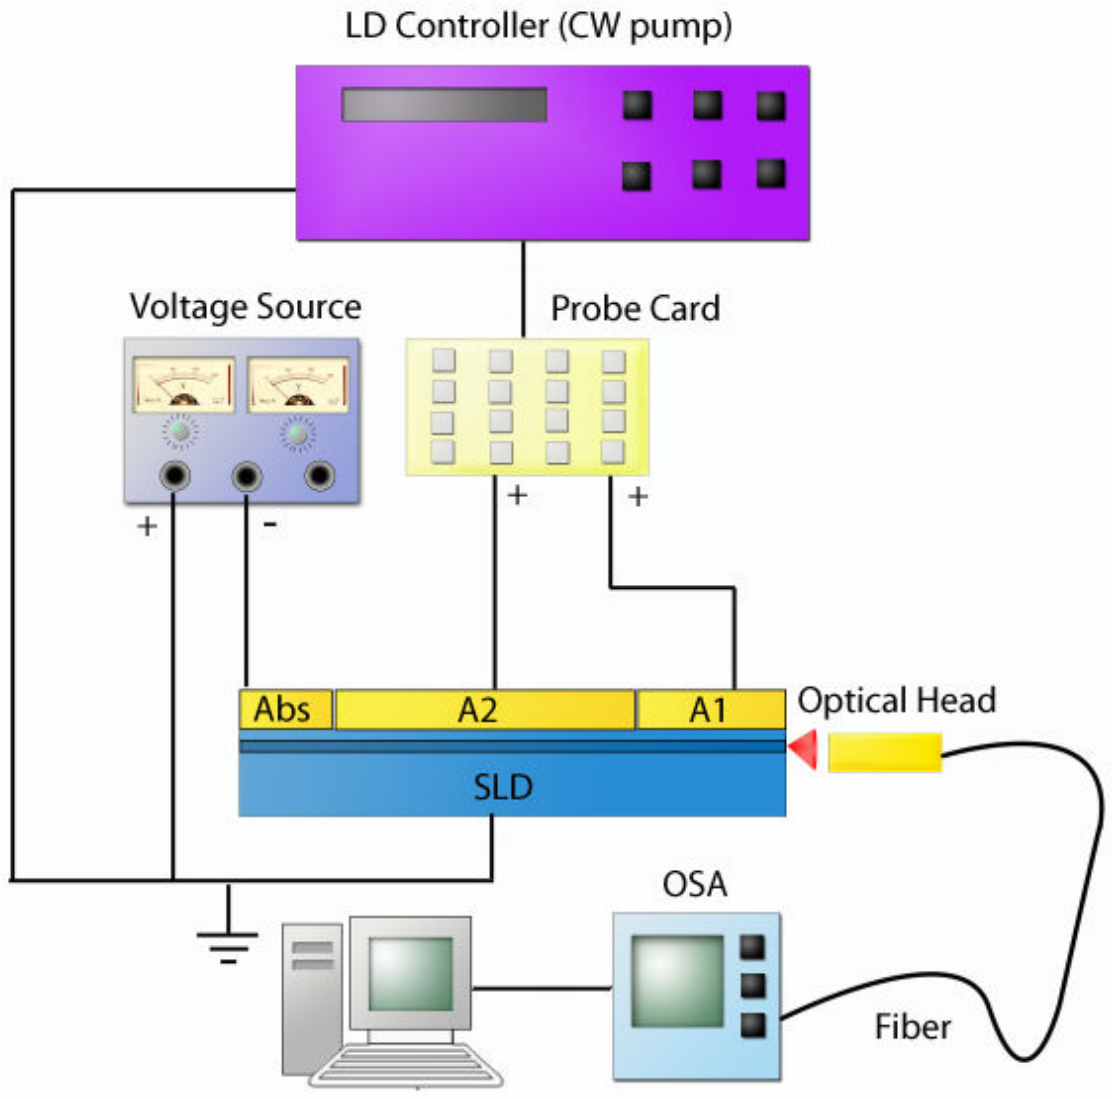 LD Controller (CW pump)
Voltage Source
Probe Card
+
-
+
+
Abs
A2
A1
Optical Head
SLD
OSA
Fiber